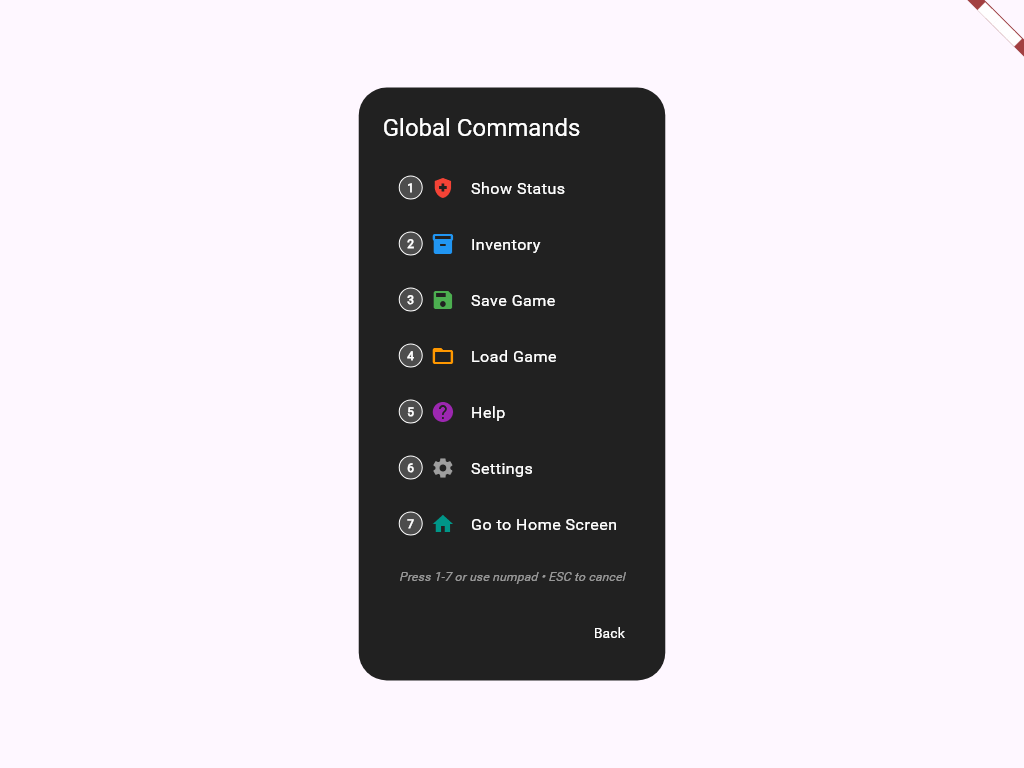 Global Commands
1 Show Status
2 Inventory
3 Save Game
4 Load Game
5 Help
6 Settings
7 Go to Home Screen
Press 1-7 or use numpad • ESC to cancel
Back